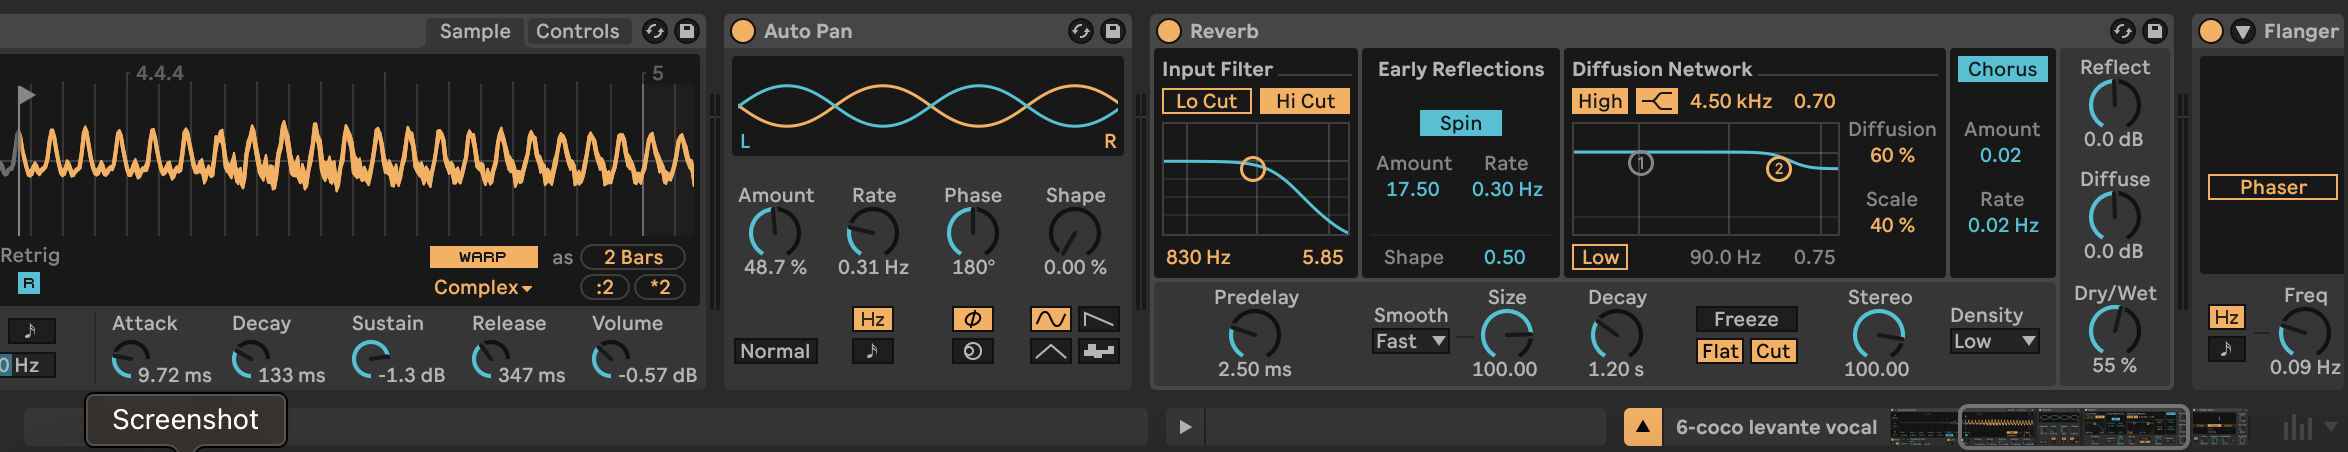 Sample Controls
4.4.4 5
Retrig
R
WARP as 2 Bars
Complex :2 *2
Attack Decay Sustain Release Volume
Hz
9.72 ms 133 ms -1.3 dB 347 ms -0.57 dB
Auto Pan
L R
Amount Rate Phase Shape
48.7 % 0.31 Hz 180° 0.00 %
Hz
Normal
Reverb
Input Filter
Lo Cut Hi Cut
830 Hz 5.85
Early Reflections
Spin
Amount Rate
17.50 0.30 Hz
Shape 0.50
Diffusion Network
High 4.50 kHz 0.70
1 2
Diffusion
60 %
Scale
40 %
Low 90.0 Hz 0.75
Chorus
Amount
0.02
Rate
0.02 Hz
Reflect
0.0 dB
Diffuse
0.0 dB
Dry/Wet
55 %
Predelay
2.50 ms
Smooth
Fast
Size
100.00
Decay
1.20 s
Freeze
Flat Cut
Stereo
100.00
Density
Low
Flanger
Phaser
Hz
Freq
0.09 Hz
Screenshot
6-coco levante vocal